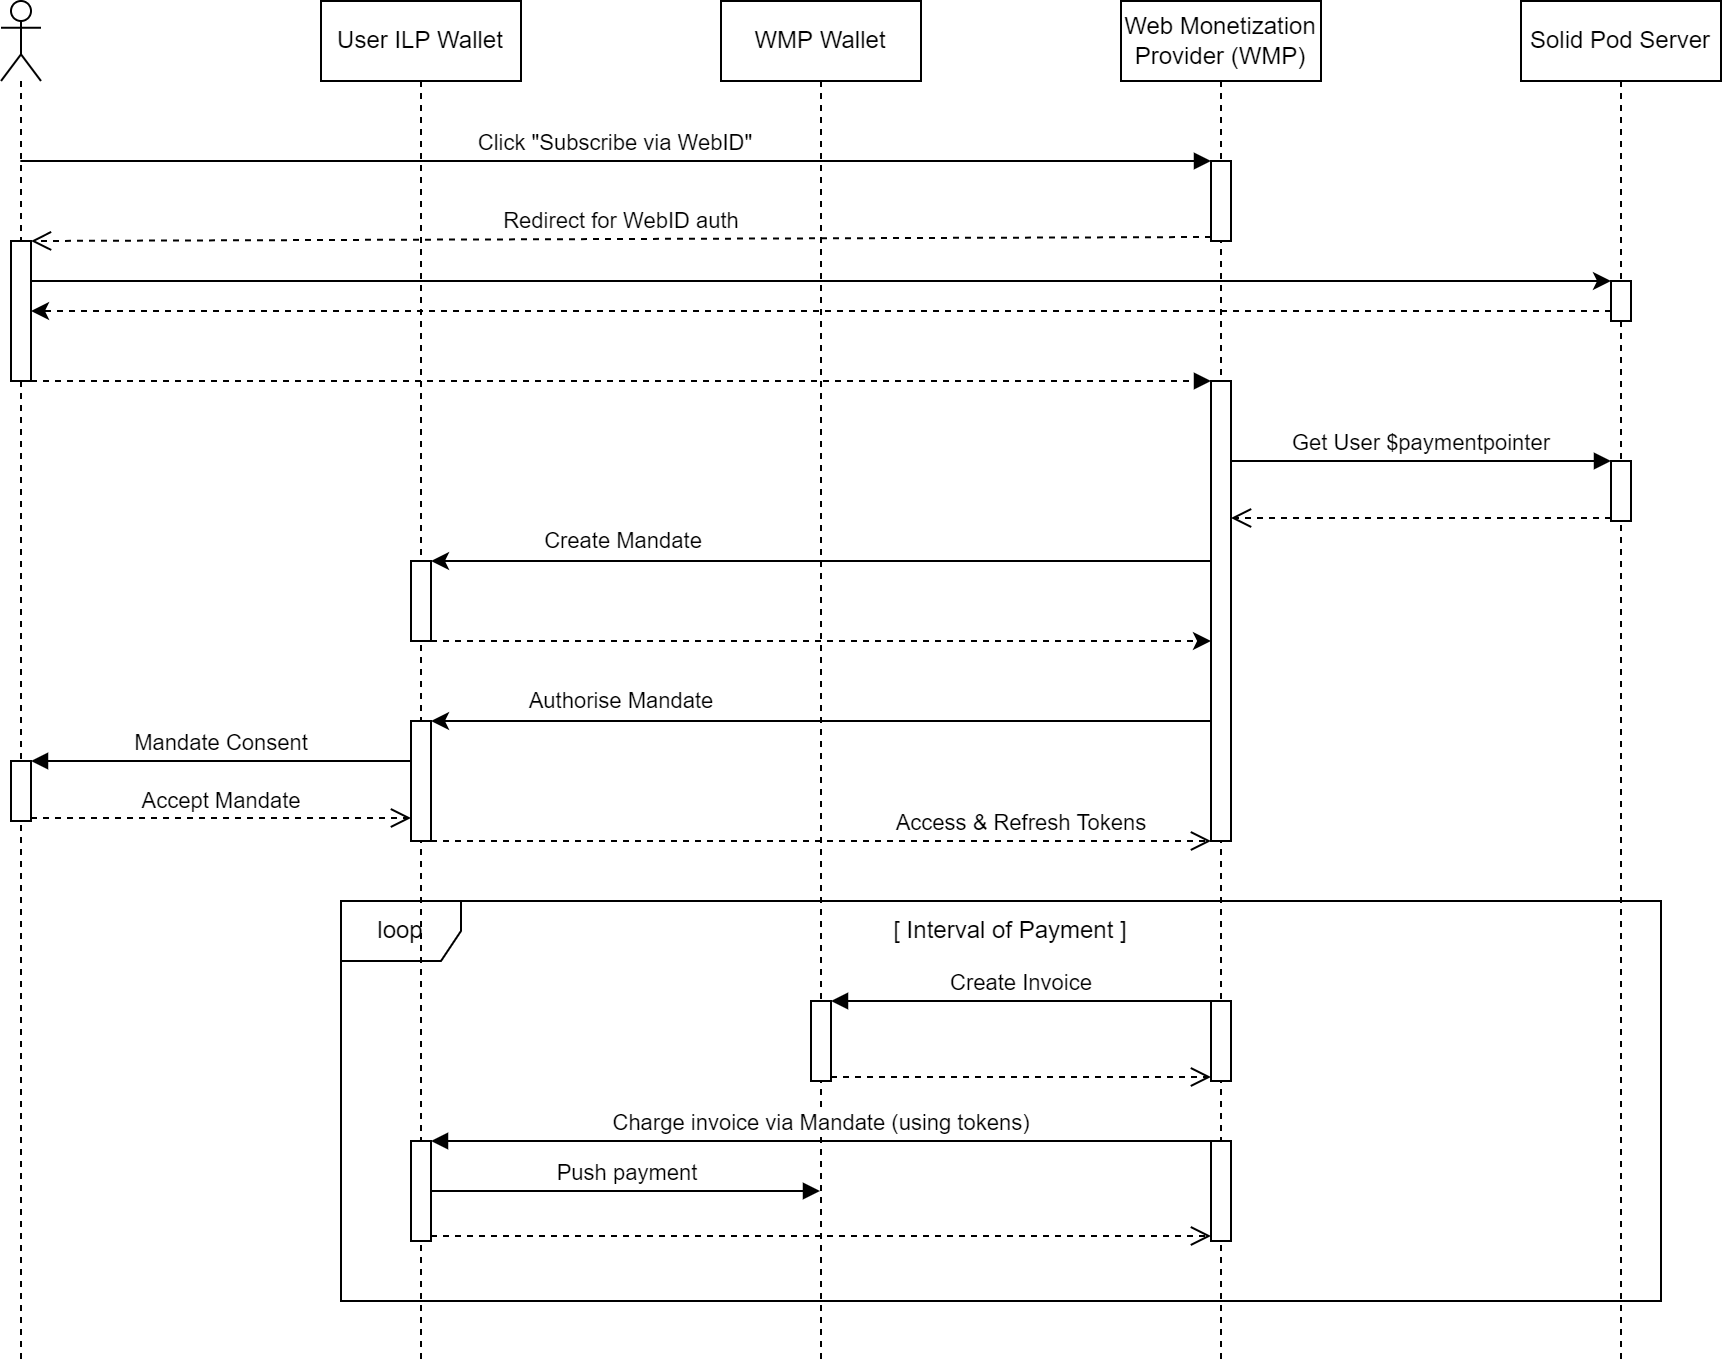 User ILP Wallet
WMP Wallet
Web Monetization
Provider (WMP)
Solid Pod Server
Click "Subscribe via WebID"
Redirect for WebID auth
Get User $paymentpointer
Create Mandate
Authorise Mandate
Mandate Consent
Accept Mandate
Access & Refresh Tokens
loop
[ Interval of Payment ]
Create Invoice
Charge invoice via Mandate (using tokens)
Push payment